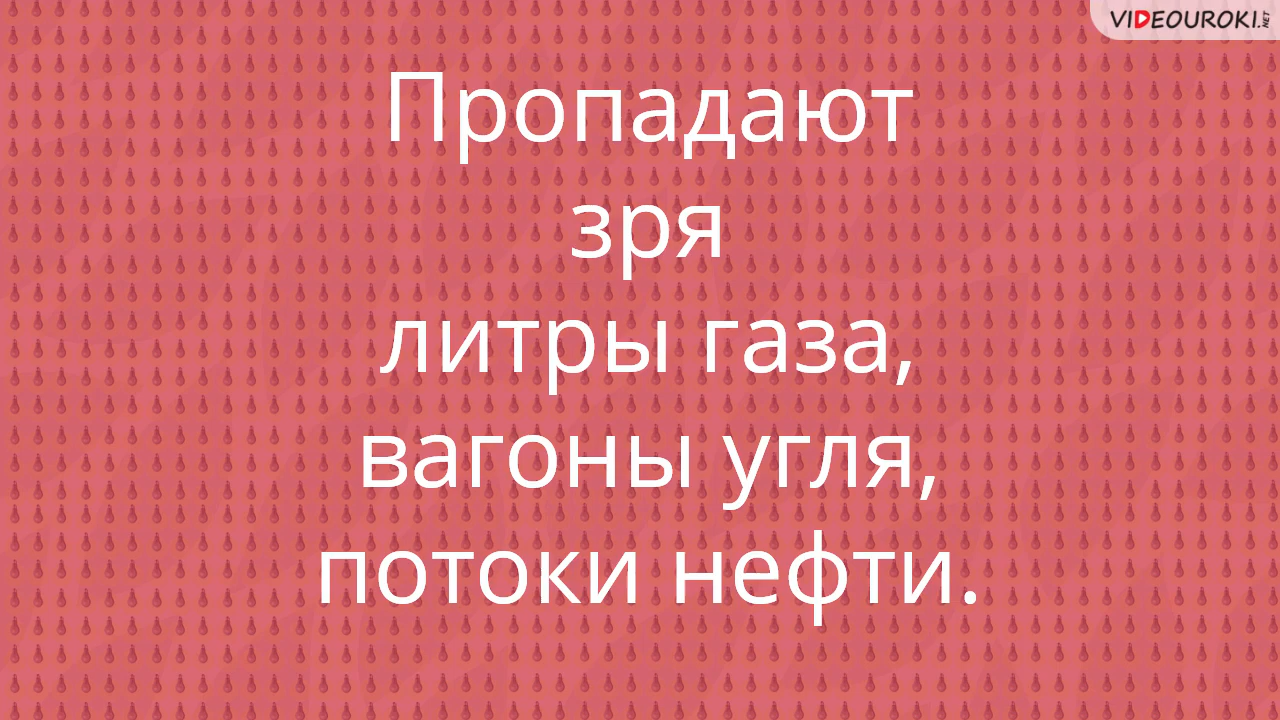 VIDEOUROKI.NET
Пропадают
зря
литры газа,
вагоны угля,
потоки нефти.